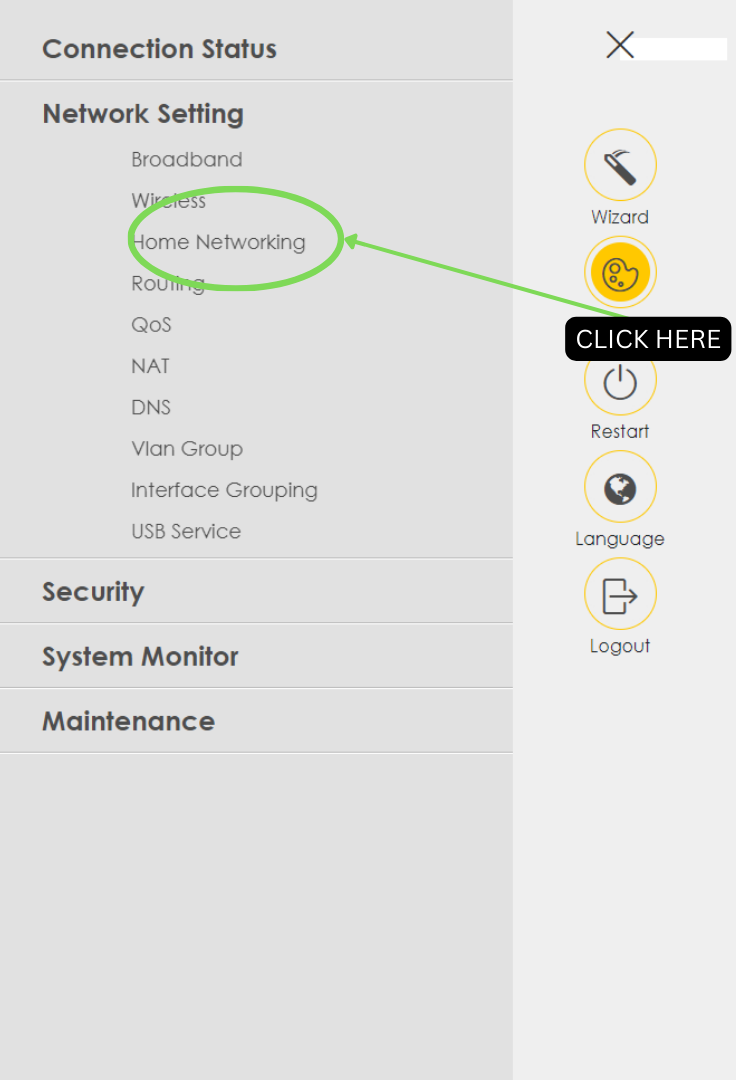 Connection Status
Network Setting
Broadband
Wireless
Home Networking
Routing
QoS
NAT
DNS
Vlan Group
Interface Grouping
USB Service
Security
System Monitor
Maintenance
Wizard
CLICK HERE
Restart
Language
Logout